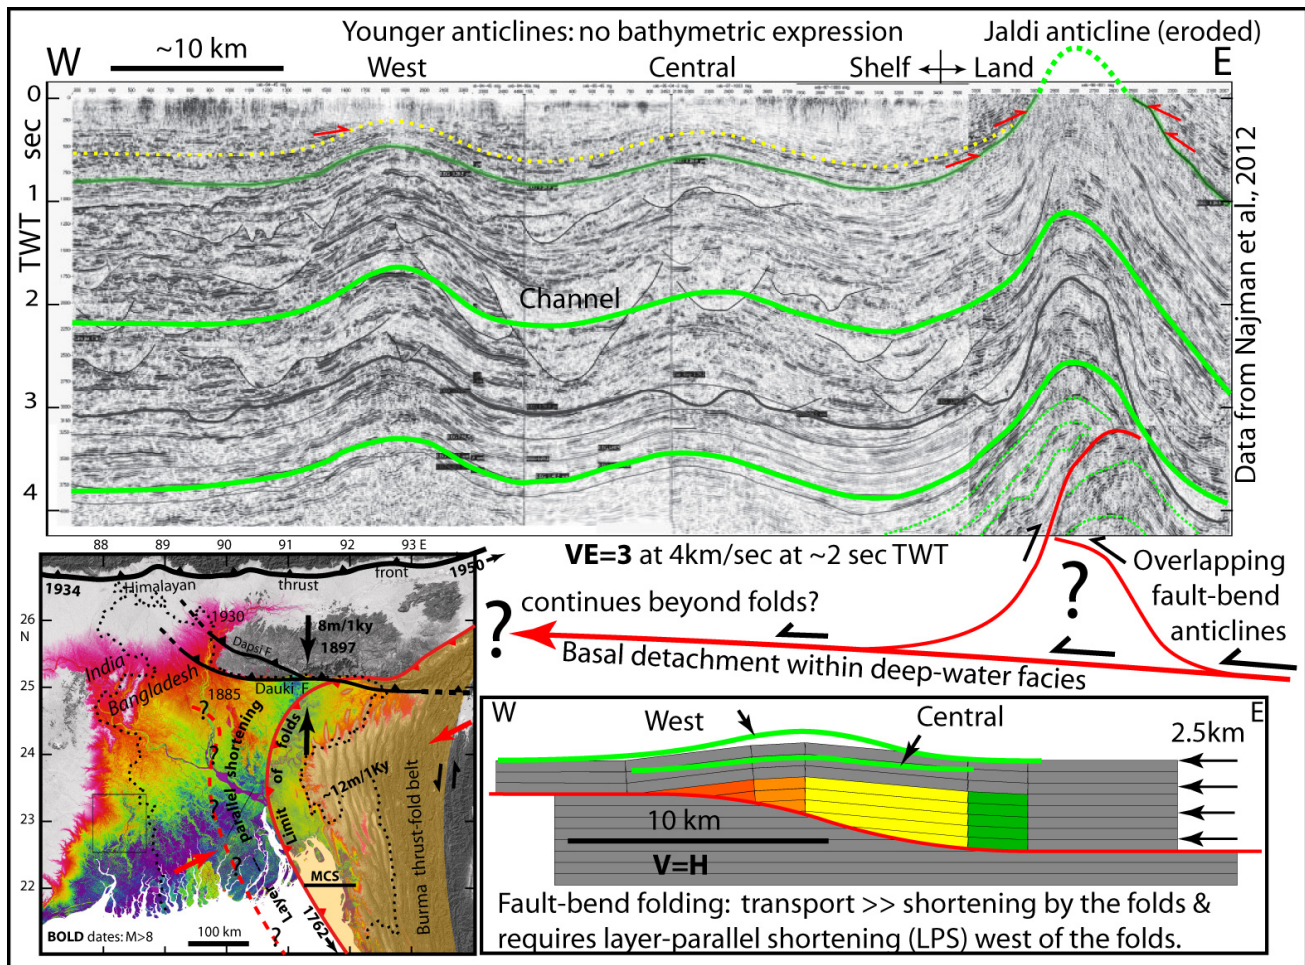 Younger anticlines: no bathymetric expression
Jaldi anticline (eroded)
~10 km
W
West
Central
Shelf
Land
E
0
sec
1
TWT
2
3
4
Channel
Data from Najman et al., 2012
VE=3 at 4km/sec at ~2 sec TWT
? continues beyond folds?
?
Overlapping
fault-bend
anticlines
Basal detachment within deep-water facies
88 89 90 91 92 93 E
1934
Himalayan thrust front
1950
26
N
25
24
23
22
1930
8m/1ky
1897
Dapsi F
India
Bangladesh
Dauki F
1885
?
?
?
?
?
Layer parallel shortening
Limit of folds
~12m/1Ky
Burma thrust-fold belt
MCS
1762
BOLD dates: M>8
100 km
W
E
West
Central
2.5km
10 km
V=H
Fault-bend folding: transport >> shortening by the folds &
requires layer-parallel shortening (LPS) west of the folds.